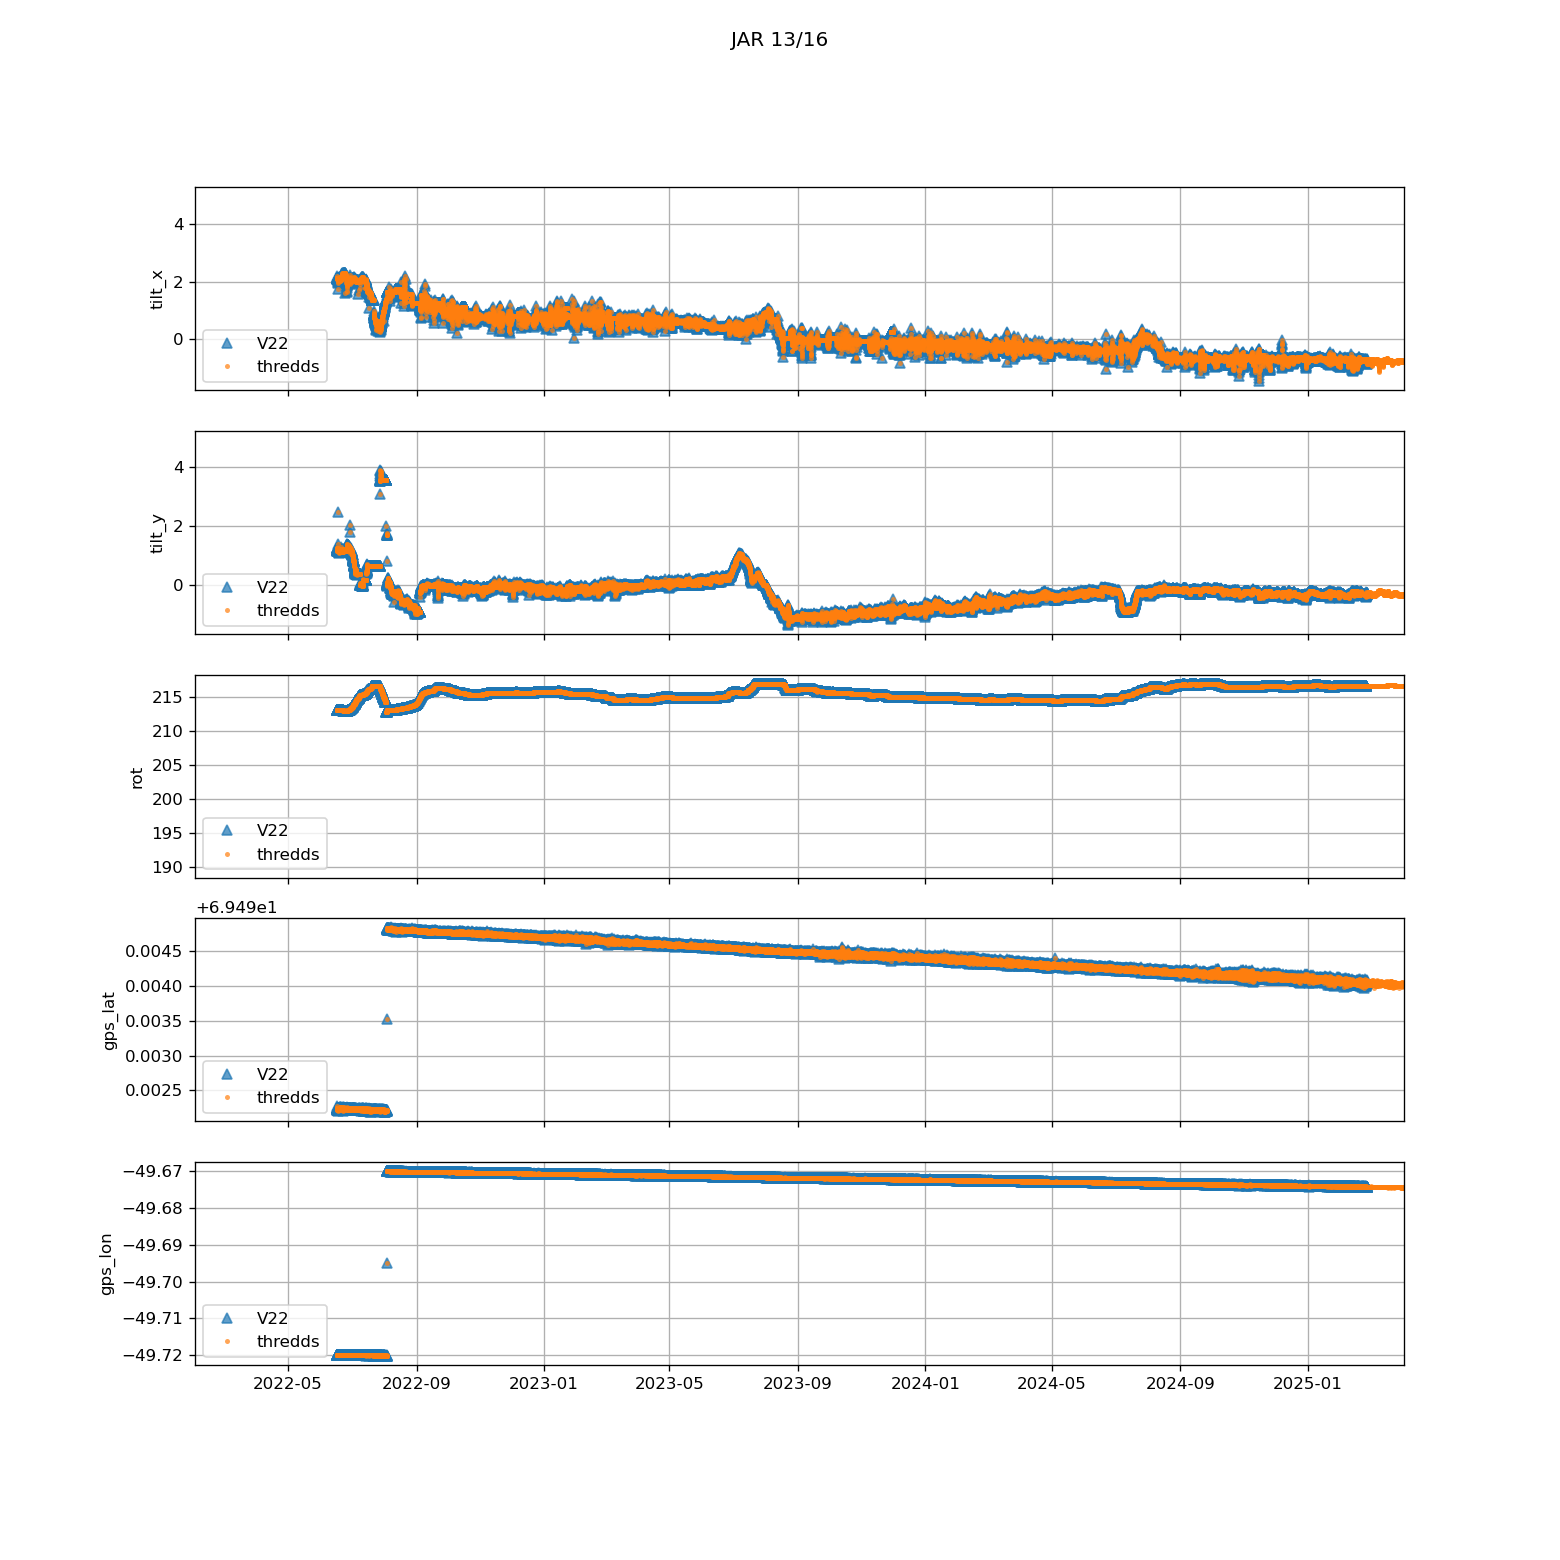 JAR 13/16
4
2
0
tilt_x
V22
thredds
4
2
0
tilt_y
V22
thredds
215
210
205
200
195
190
rot
V22
thredds
+6.949e1
0.0045
0.0040
0.0035
0.0030
0.0025
gps_lat
V22
thredds
−49.67
−49.68
−49.69
−49.70
−49.71
−49.72
gps_lon
V22
thredds
2022-05 2022-09 2023-01 2023-05 2023-09 2024-01 2024-05 2024-09 2025-01